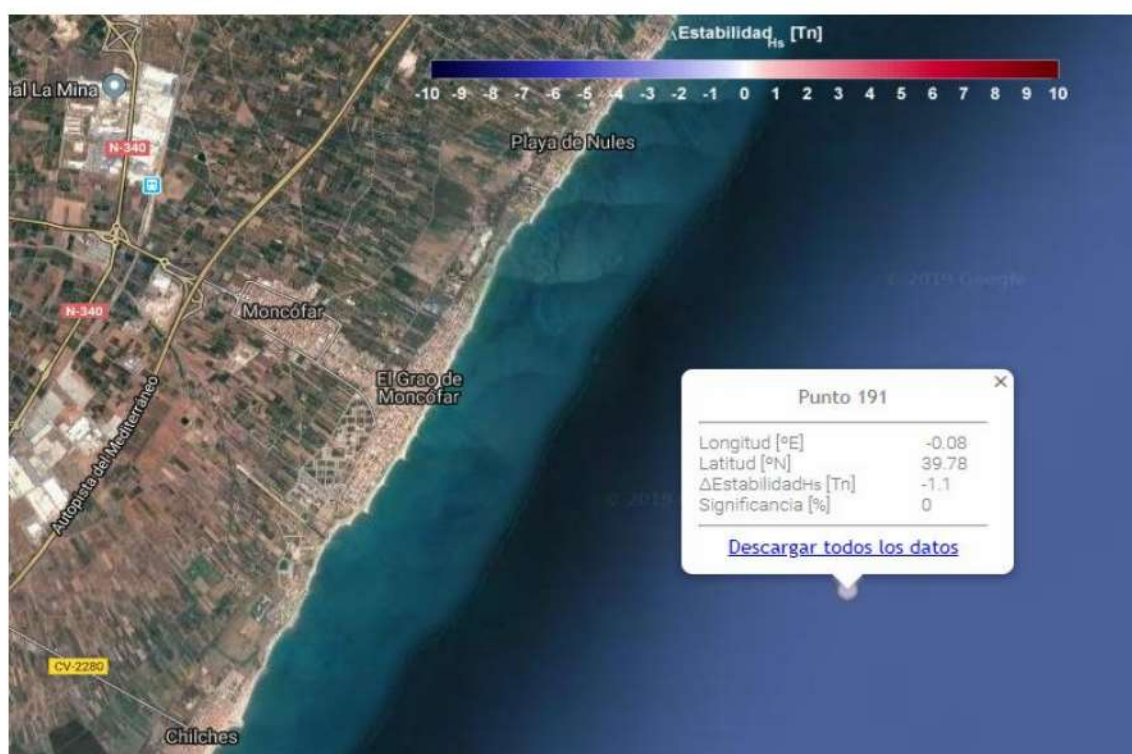 ΔEstabilidadHs [Tn]
-10 -9 -8 -7 -6 -5 -4 -3 -2 -1 0 1 2 3 4 5 6 7 8 9 10
ial La Mina
Playa de Nules
N-340
© 2019 Google
N-340
Moncófar
El Grao de
Moncófar
Autopista del Mediterráneo
Punto 191
Longitud [ºE] -0.08
Latitud [ºN] 39.78
ΔEstabilidadHs [Tn] -1.1
Significancia [%] 0
© 2019
Descargar todos los datos
CV-2280
Chilches